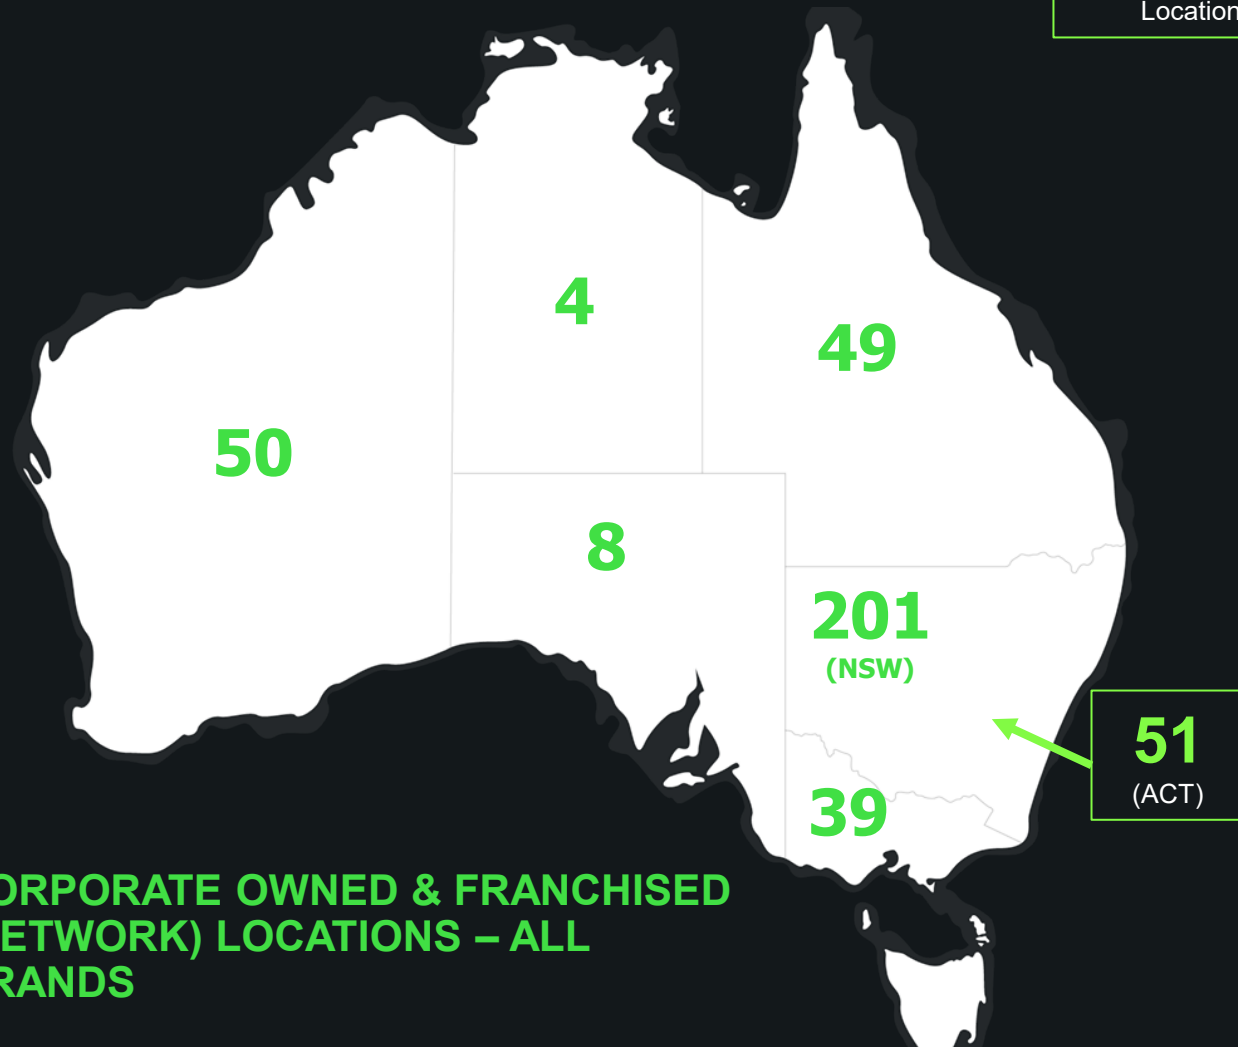 Location
4
49
50
8
201
(NSW)
51
(ACT)
39
ORPORATE OWNED & FRANCHISED
ETWORK) LOCATIONS – ALL
RANDS